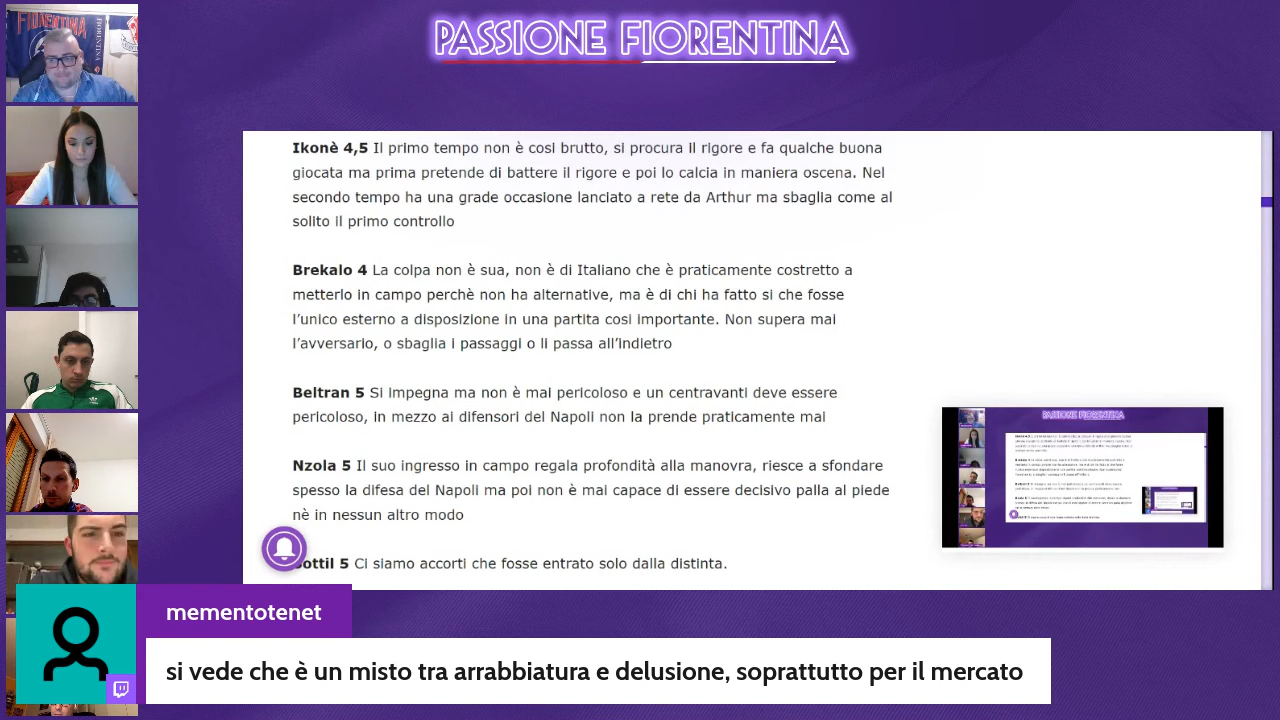 PASSIONE FIORENTINA
FIORENTINA
FIORENTINA
Ikonè 4,5 Il primo tempo non è così brutto, si procura il rigore e fa qualche buona
giocata ma prima pretende di battere il rigore e poi lo calcia in maniera oscena. Nel
secondo tempo ha una grade occasione lanciato a rete da Arthur ma sbaglia come al
solito il primo controllo
Brekalo 4 La colpa non è sua, non è di Italiano che è praticamente costretto a
metterlo in campo perchè non ha alternative, ma è di chi ha fatto si che fosse
l'unico esterno a disposizione in una partita così importante. Non supera mai
l'avversario, o sbaglia i passaggi o li passa all'indietro
Beltran 5 Si impegna ma non è mai pericoloso e un centravanti deve essere
pericoloso, in mezzo ai difensori del Napoli non la prende praticamente mai
Nzola 5 Il suo ingresso in campo regala profondità alla manovra, riesce a sfondare
spesso la difesa del Napoli ma poi non è mai capace di essere decisivo palla al piede
nè in nessun altro modo
ottil 5 Ci siamo accorti che fosse entrato solo dalla distinta.
PASSIONE FIORENTINA
mementotenet
si vede che è un misto tra arrabbiatura e delusione, soprattutto per il mercato